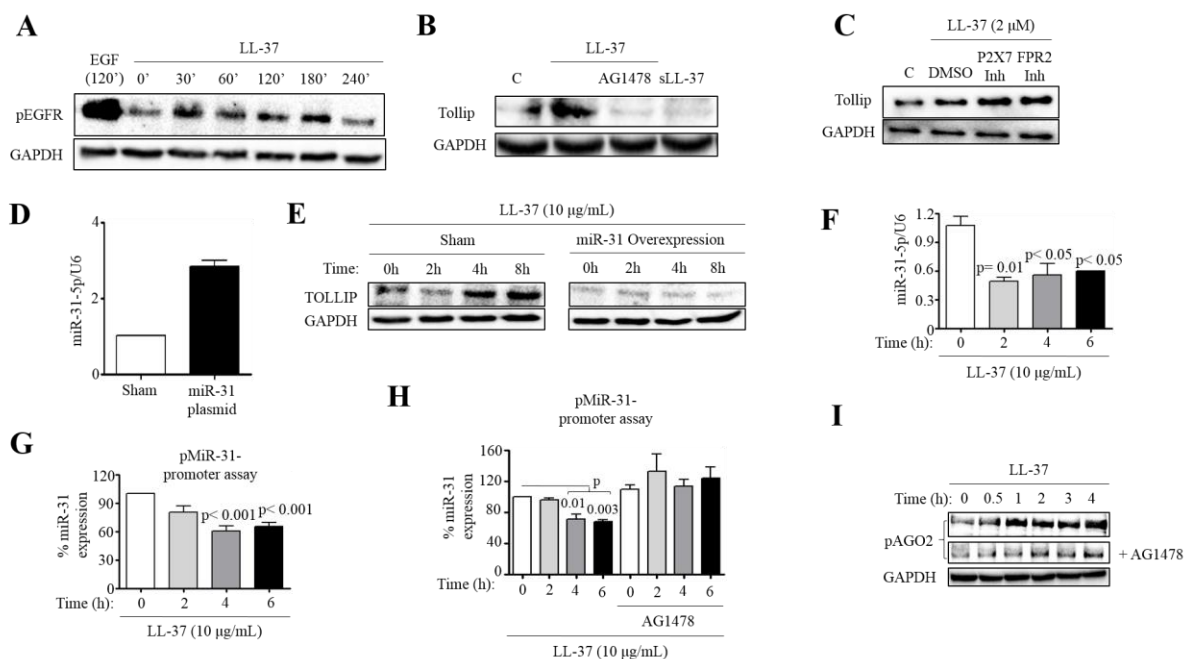 A
LL-37
EGF
(120’)
0’ 30’ 60’ 120’ 180’ 240’
pEGFR
GAPDH
B
LL-37
C AG1478 sLL-37
Tollip
GAPDH
C
LL-37 (2 μM)
P2X7 FPR2
C DMSO Inh Inh
Tollip
GAPDH
D
miR-31-5p/U6
4
2
0
Sham miR-31
plasmid
E
LL-37 (10 μg/mL)
Sham miR-31 Overexpression
Time: 0h 2h 4h 8h 0h 2h 4h 8h
TOLLIP
GAPDH
F
miR-31-5p/U6
1.2
0.9
0.6
0.3
0
p= 0.01 p< 0.05 p< 0.05
Time (h): 0 2 4 6
LL-37 (10 μg/mL)
G
pMiR-31-
promoter assay
% miR-31
expression
120
90
60
30
0
p< 0.001 p< 0.001
Time (h): 0 2 4 6
LL-37 (10 μg/mL)
H
pMiR-31-
promoter assay
% miR-31
expression
160
120
80
40
0
p
0.01 0.003
Time (h): 0 2 4 6 0 2 4 6
AG1478
LL-37 (10 μg/mL)
I
LL-37
Time (h): 0 0.5 1 2 3 4
pAGO2
+ AG1478
GAPDH